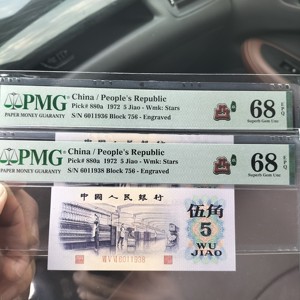 PMG
PAPER MONEY GUARANTY
China / People's Republic
Pick# 880a 1972 5 Jiao - Wmk: Stars
S/N 6011936 Block 756 - Engraved
68 EPQ
Superb Gem Unc
PMG
PAPER MONEY GUARANTY
China / People's Republic
Pick# 880a 1972 5 Jiao - Wmk: Stars
S/N 6011938 Block 756 - Engraved
68 EPQ
Superb Gem Unc
中国人民银行
伍角
5
WU
JIAO
6011938